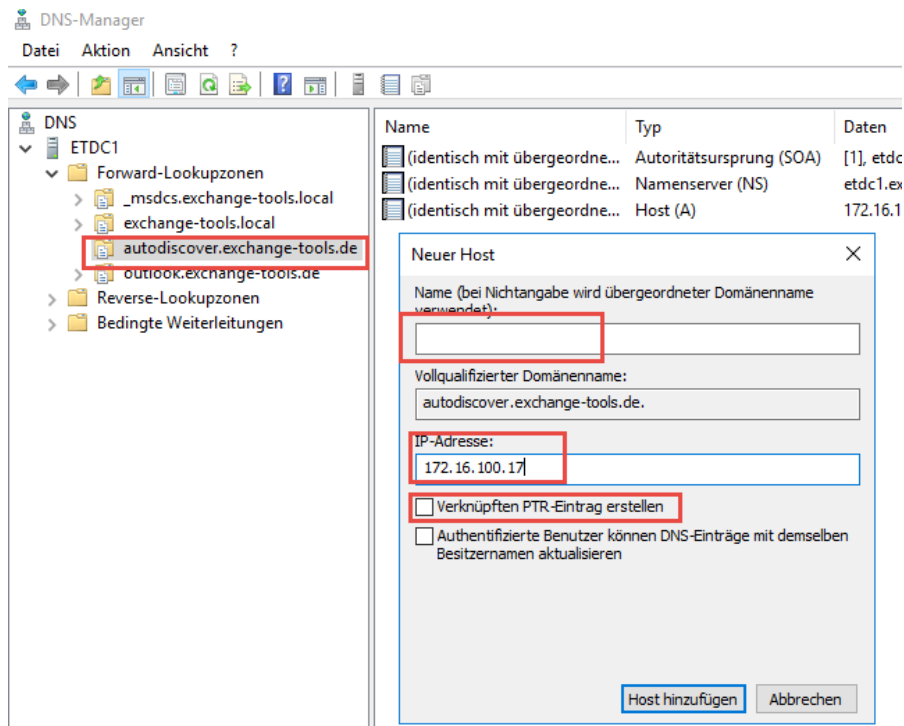 DNS-Manager
Datei Aktion Ansicht ?
DNS
ETDC1
Forward-Lookupzonen
_msdcs.exchange-tools.local
exchange-tools.local
autodiscover.exchange-tools.de
outlook.exchange-tools.de
Reverse-Lookupzonen
Bedingte Weiterleitungen
Name Typ Daten
(identisch mit übergeordne... Autoritätsursprung (SOA) [1], etdc
(identisch mit übergeordne... Namenserver (NS) etdc1.ex
(identisch mit übergeordne... Host (A) 172.16.1
Neuer Host
Name (bei Nichtangabe wird übergeordneter Domänenname
verwendet):
Vollqualifizierter Domänenname:
autodiscover.exchange-tools.de.
IP-Adresse:
172.16.100.17
Verknüpften PTR-Eintrag erstellen
Authentifizierte Benutzer können DNS-Einträge mit demselben
Besitzernamen aktualisieren
Host hinzufügen Abbrechen